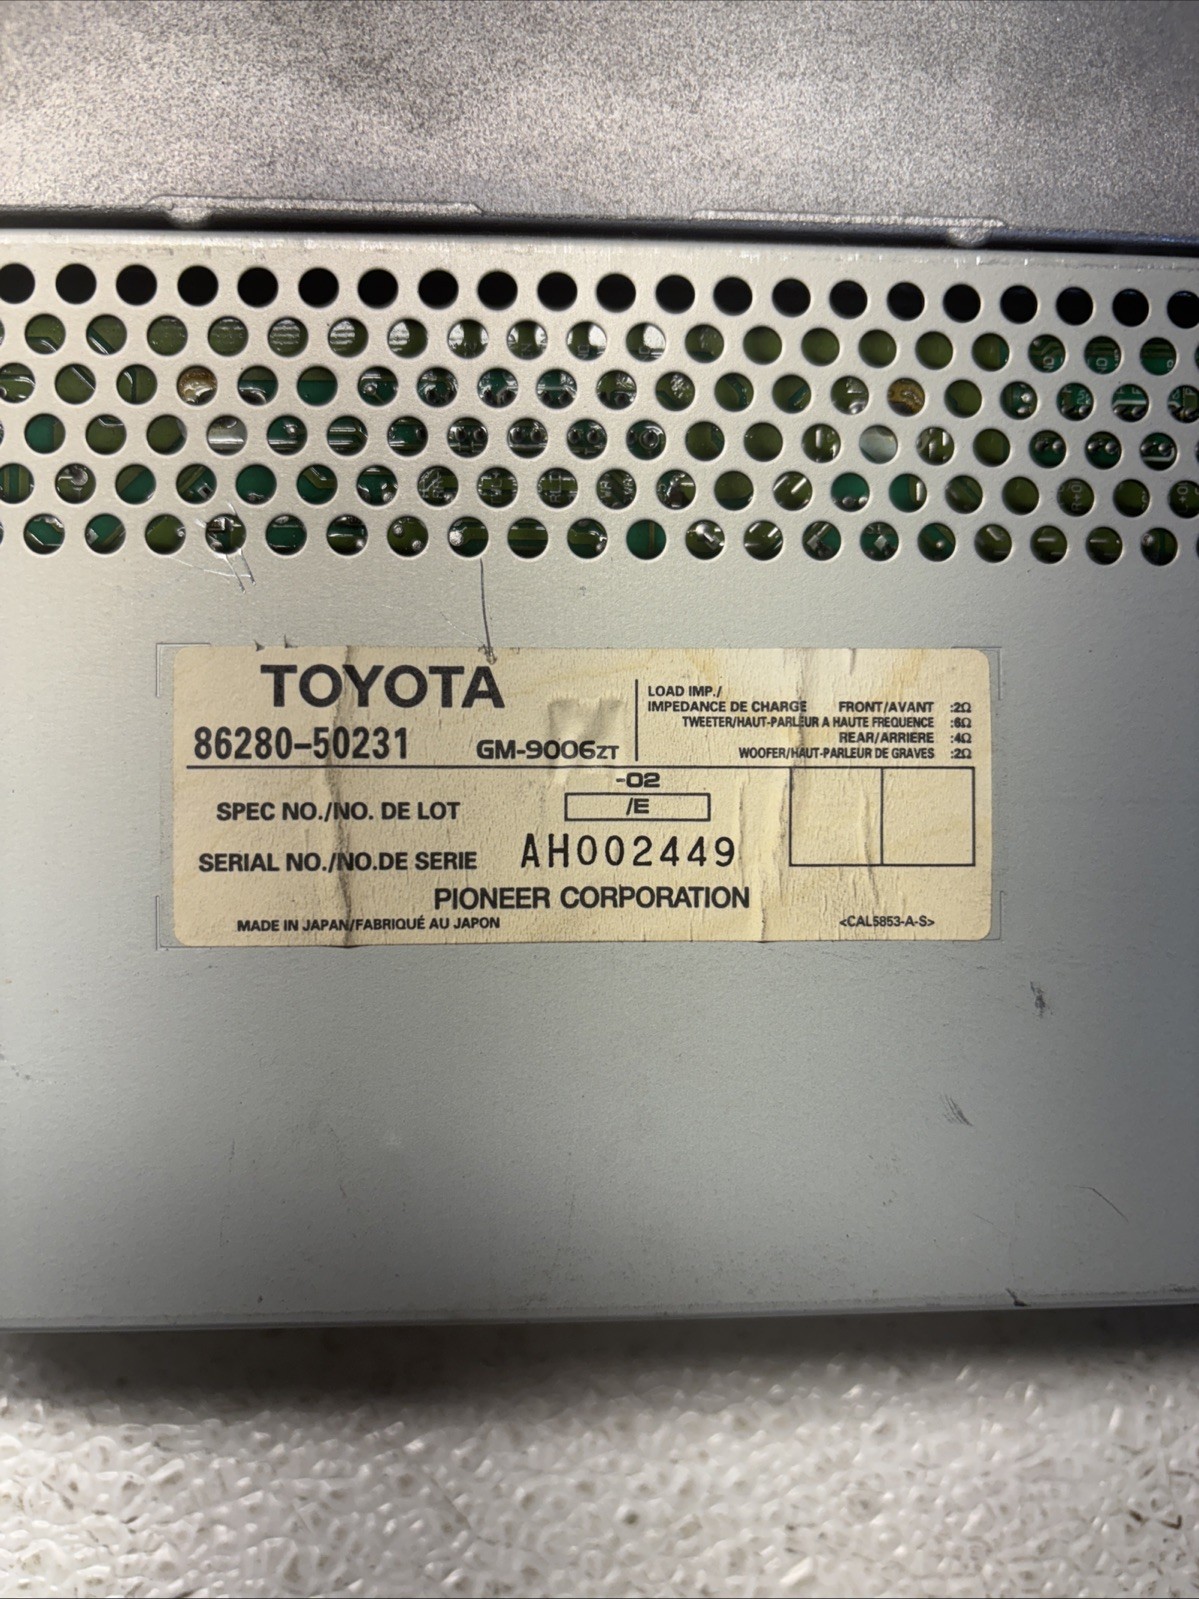 TOYOTA
86280-50231
GM-9006ZT
LOAD IMP./
IMPEDANCE DE CHARGE FRONT/AVANT :2Ω
TWEETER/HAUT-PARLEUR A HAUTE FREQUENCE :6Ω
REAR/ARRIERE :4Ω
WOOFER/HAUT-PARLEUR DE GRAVES :2Ω
-02
SPEC NO./NO. DE LOT /E
SERIAL NO./NO.DE SERIE AH002449
PIONEER CORPORATION
MADE IN JAPAN/FABRIQUÉ AU JAPON <CAL5853-A-S>